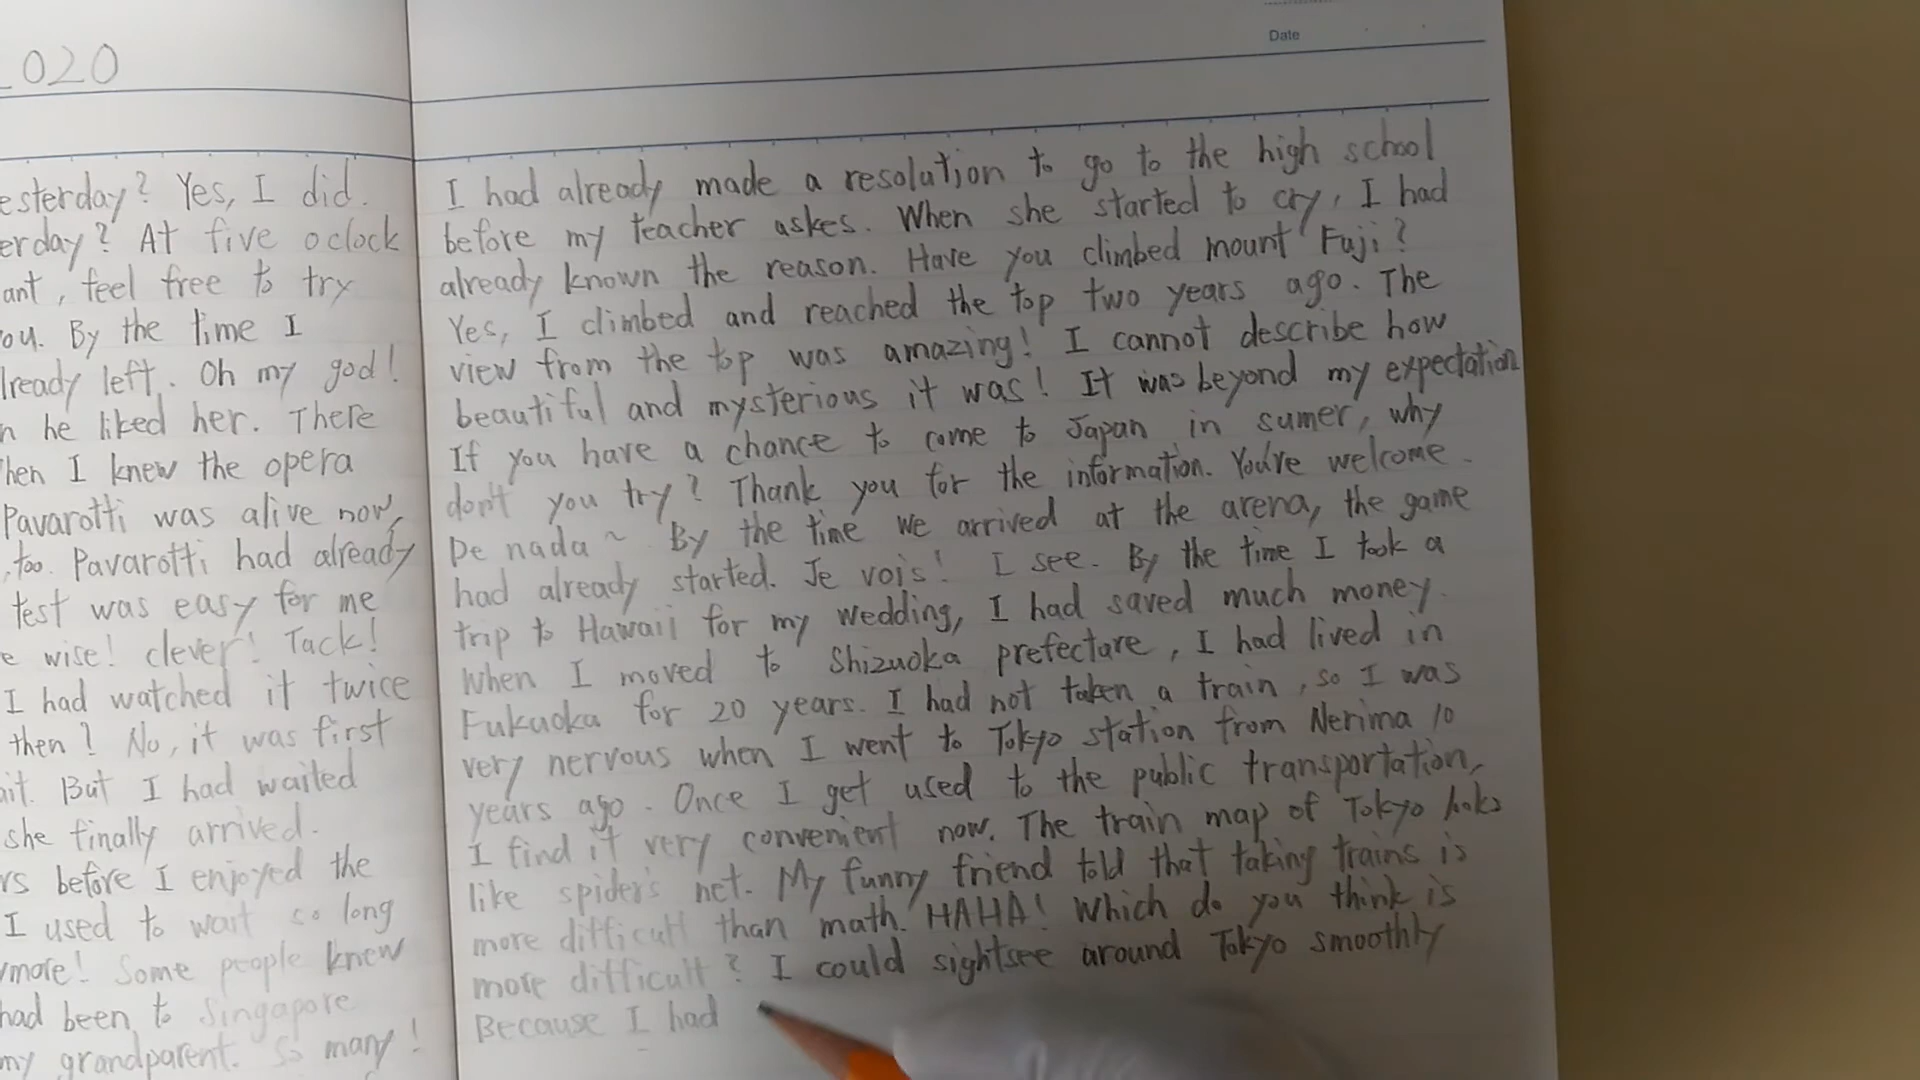 2020
esterday? Yes, I did.
erday? At five oclock
ant, feel free to try
ou. By the time I
lready left. Oh my god!
n he liked her. There
hen I knew the opera
Pavarotti was alive now,
, too. Pavarotti had already
test was easy for me
e wise! clever! Tack!
I had watched it twice
then? No, it was first
ait. But I had waited
she finally arrived.
rs before I enjoyed the
I used to wait so long
more! Some people knew
had been to Singapore
my grandparent. So many!
Date
I had already made a resolution to go to the high school
before my teacher askes. When she started to cry, I had
already known the reason. Have you climbed mount Fuji?
Yes, I climbed and reached the top two years ago. The
view from the top was amazing! I cannot describe how
beautiful and mysterious it was! It was beyond my expectation
If you have a chance to come to Japan in sumer, why
don't you try? Thank you for the information. You're welcome.
De nada~ By the time we arrived at the arena, the game
had already started. Je vois! I see. By the time I took a
trip to Hawaii for my wedding, I had saved much money.
When I moved to Shizuoka prefecture, I had lived in
Fukuoka for 20 years. I had not taken a train, so I was
very nervous when I went to Tokyo station from Nerima 10
years ago. Once I get used to the public transportation,
I find it very convenient now. The train map of Tokyo
like spider's net. My funny friend told that taking trains is
more difficult than math. HAHA! Which do you think is
more difficult? I could sightsee around Tokyo smoothly
Because I had